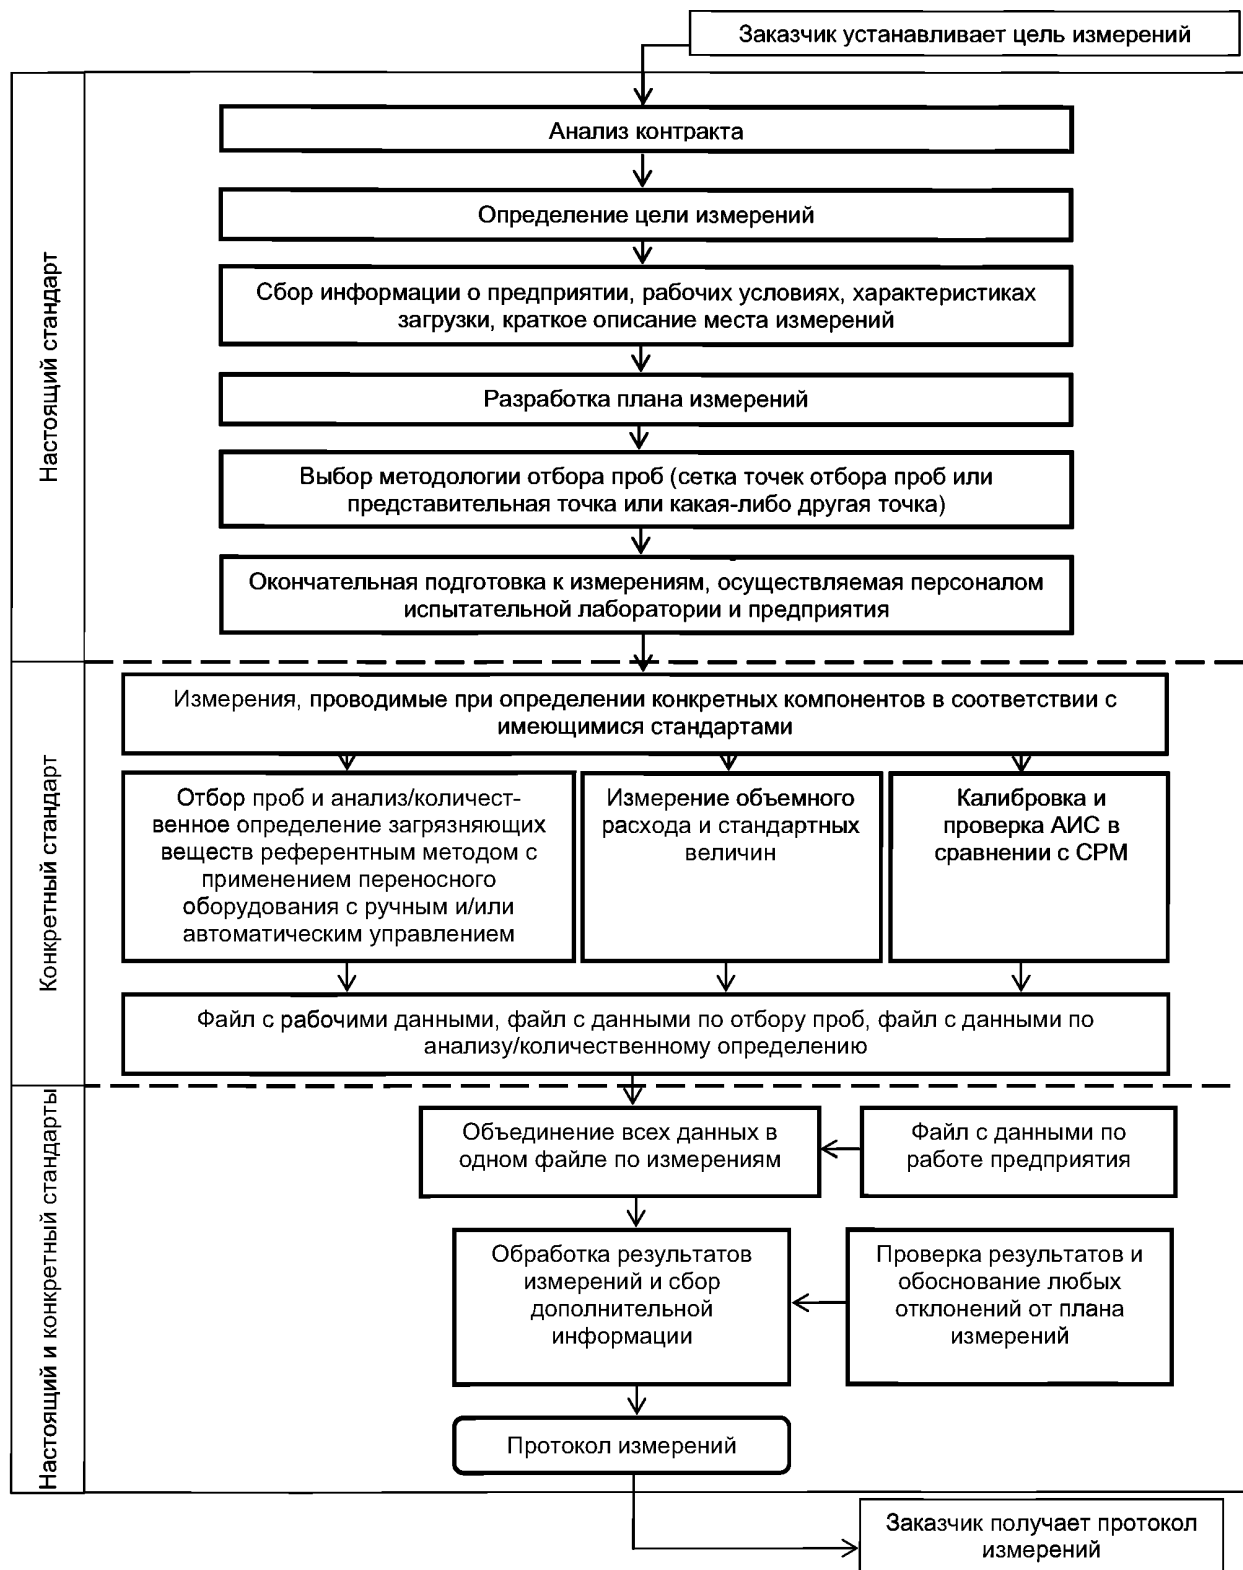 Заказчик устанавливает цель измерений
Настоящий стандарт
Анализ контракта
Определение цели измерений
Сбор информации о предприятии, рабочих условиях, характеристиках
загрузки, краткое описание места измерений
Разработка плана измерений
Выбор методологии отбора проб (сетка точек отбора проб или
представительная точка или какая-либо другая точка)
Окончательная подготовка к измерениям, осуществляемая персоналом
испытательной лаборатории и предприятия
Конкретный стандарт
Измерения, проводимые при определении конкретных компонентов в соответствии с
имеющимися стандартами
Отбор проб и анализ/количест-
венное определение загрязняющих
веществ референтным методом с
применением переносного
оборудования с ручным и/или
автоматическим управлением
Измерение объемного
расхода и стандартных
величин
Калибровка и
проверка АИС в
сравнении с СРМ
Файл с рабочими данными, файл с данными по отбору проб, файл с данными по
анализу/количественному определению
Настоящий и конкретный стандарты
Объединение всех данных в
одном файле по измерениям
Файл с данными по
работе предприятия
Обработка результатов
измерений и сбор
дополнительной
информации
Проверка результатов и
обоснование любых
отклонений от плана
измерений
Протокол измерений
Заказчик получает протокол
измерений